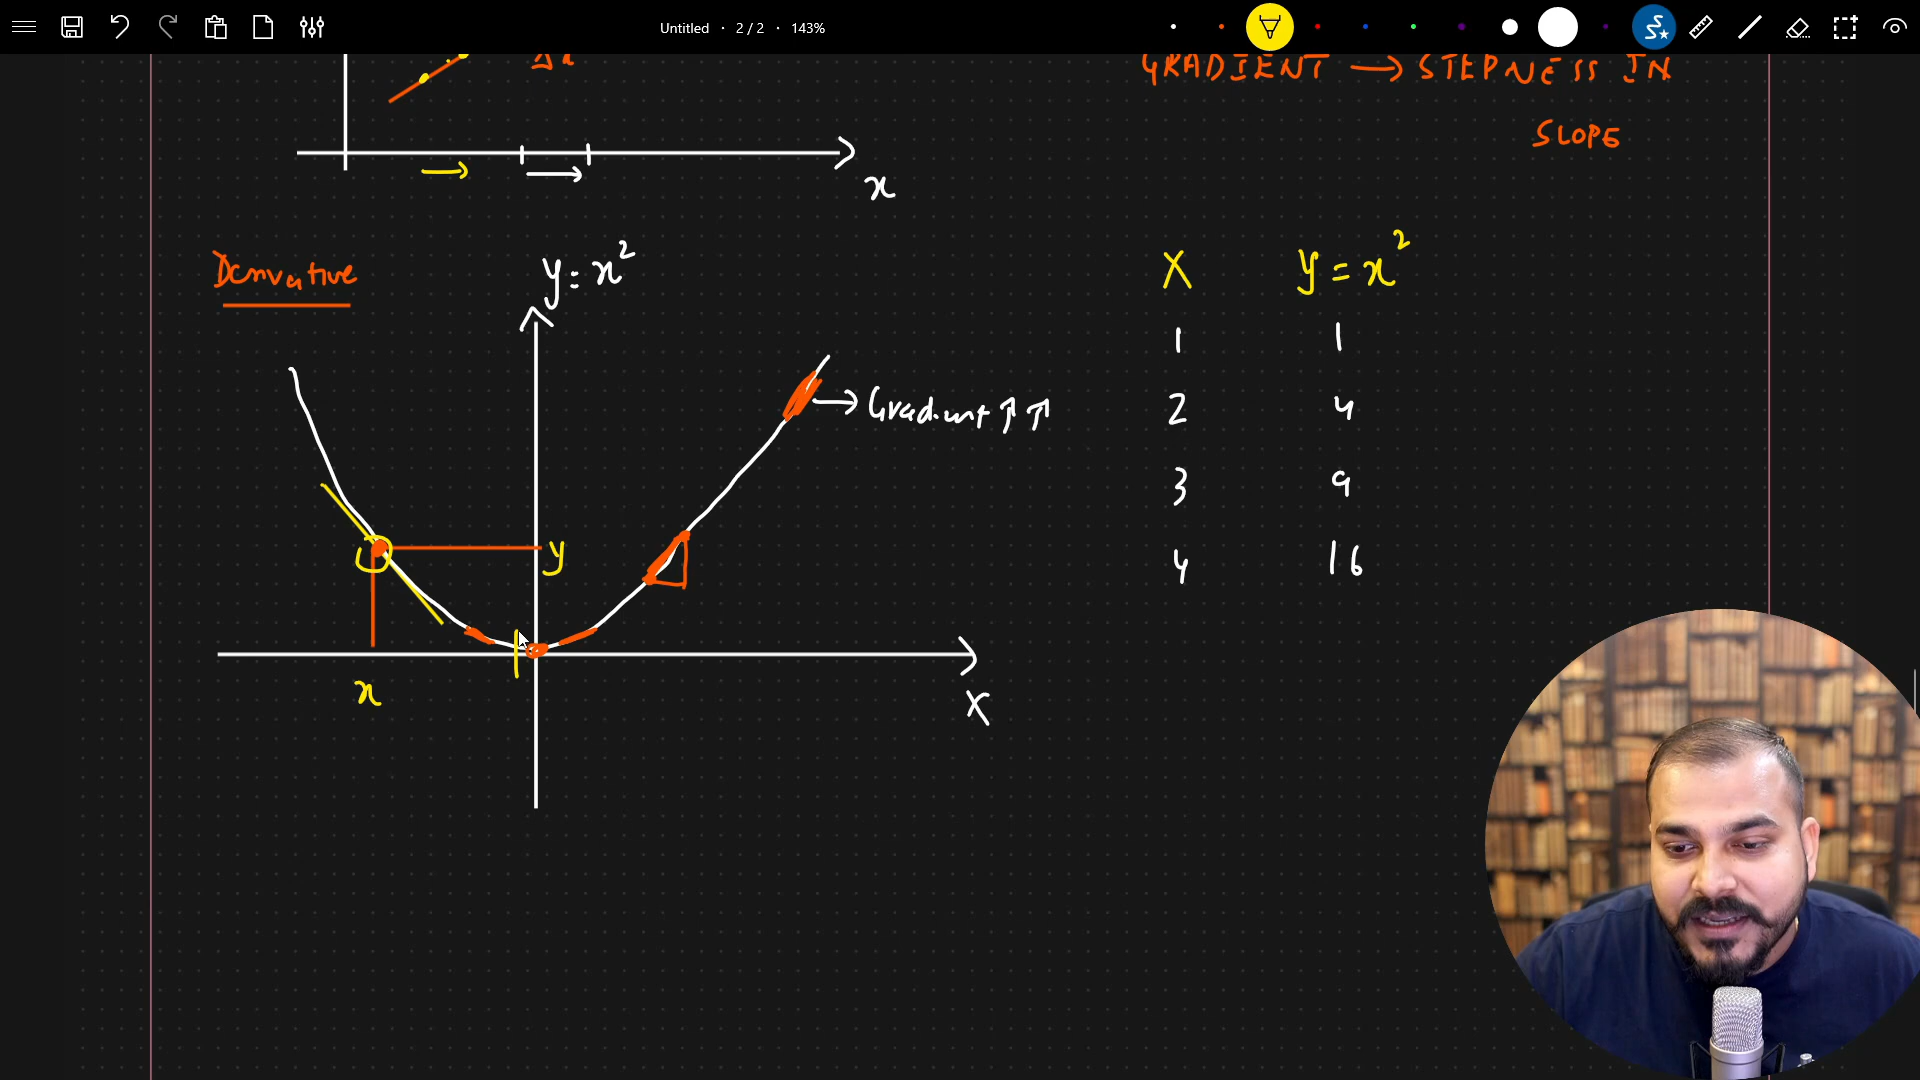 Untitled · 2 / 2 · 143%
Δx
GRADIENT → STEPNESS IN
SLOPE
x
Derivative
y = x²
X y = x²
1 1
2 4
3 9
4 16
Gradient ↑ ↑
y
x
X